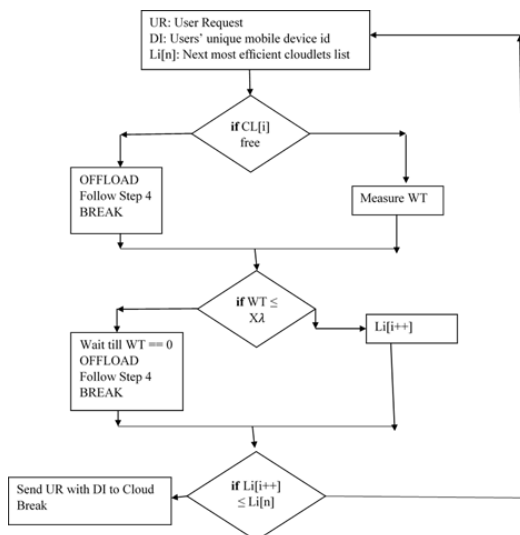 UR: User Request
DI: Users' unique mobile device id
Li[n]: Next most efficient cloudlets list
if CL[i]
free
OFFLOAD
Follow Step 4
BREAK
Measure WT
if WT ≤
Xλ
Wait till WT == 0
OFFLOAD
Follow Step 4
BREAK
Li[i++]
if Li[i++]
≤ Li[n]
Send UR with DI to Cloud
Break